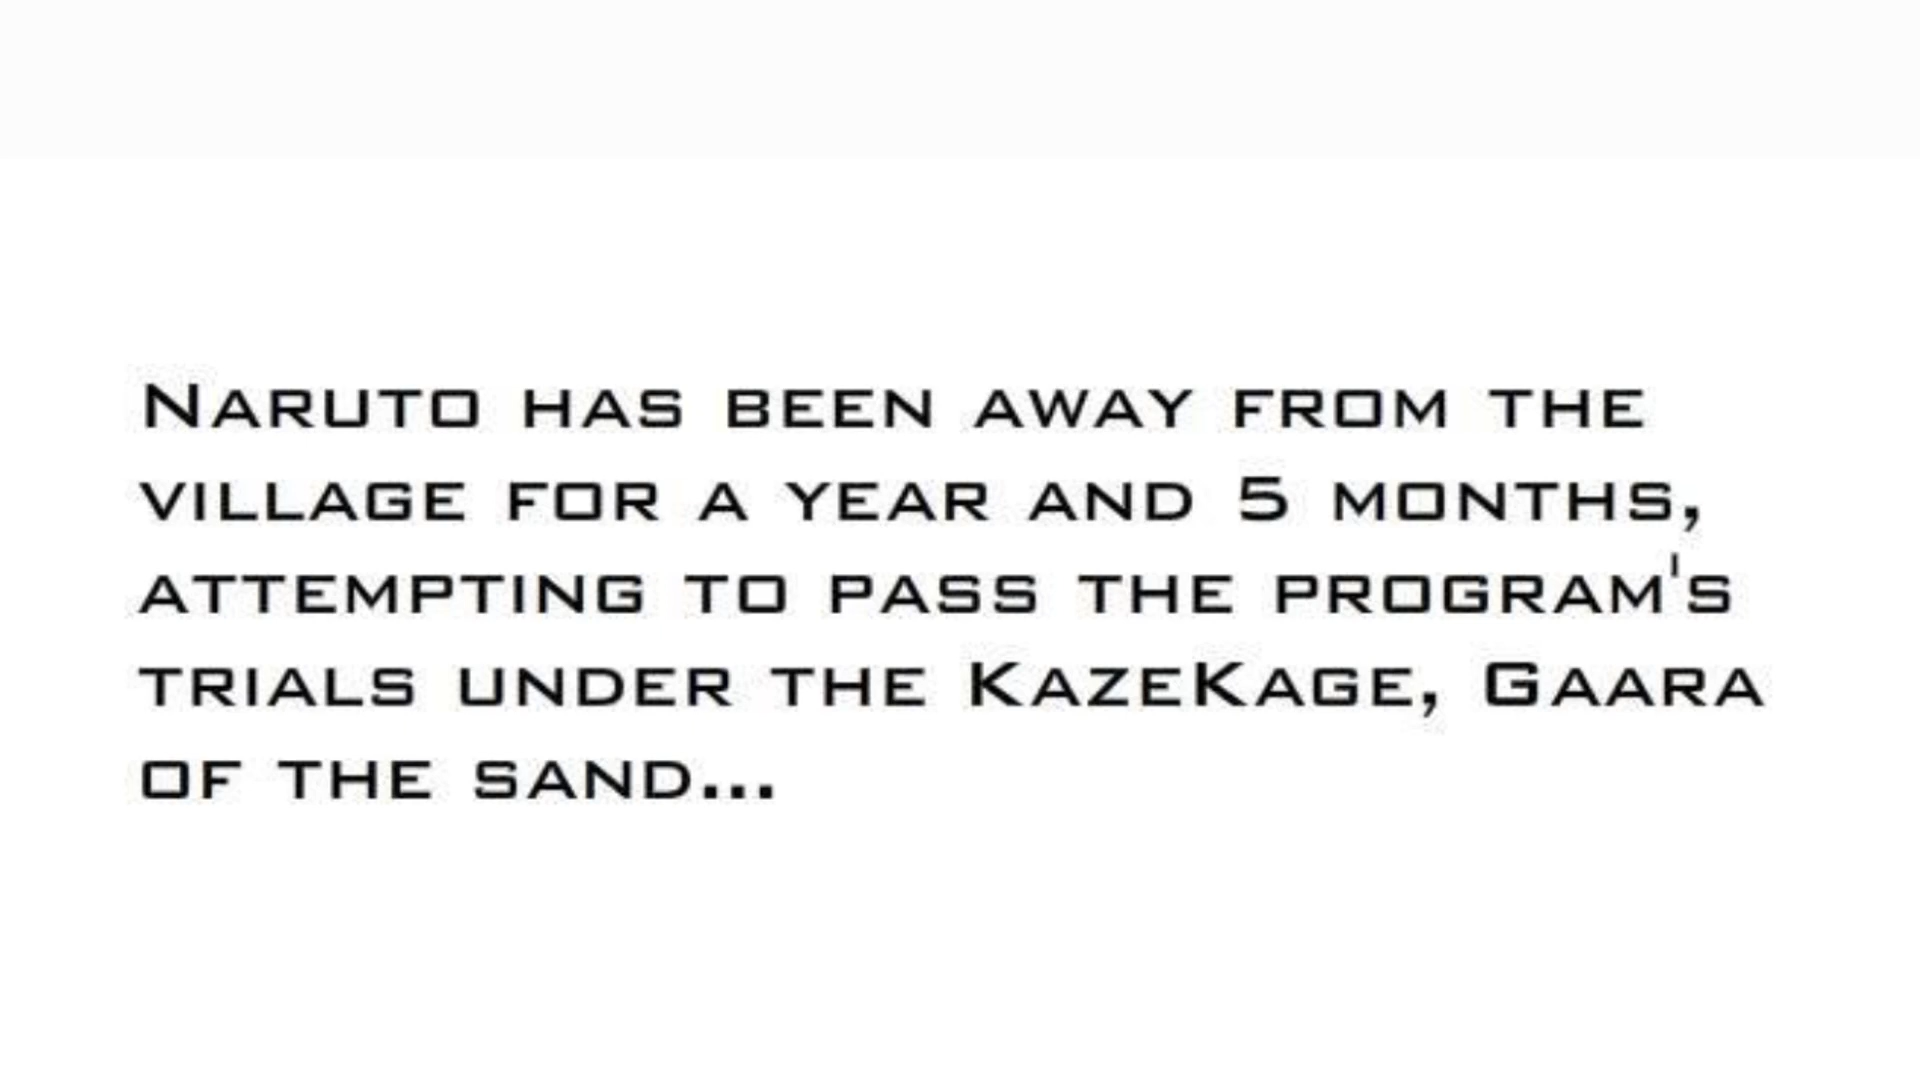 Naruto has been away from the
village for a year and 5 months,
attempting to pass the program's
trials under the KazeKage, Gaara
of the sand...